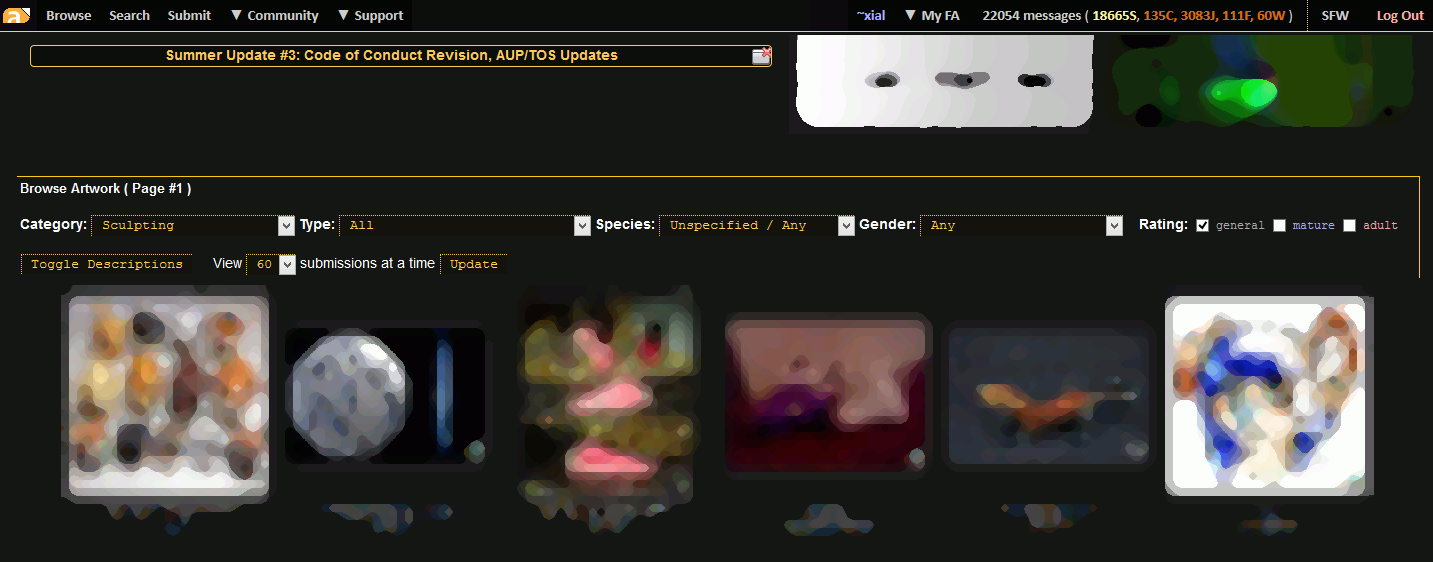 Browse Search Submit ▼ Community ▼ Support ~xial ▼ My FA 22054 messages ( 18665S, 135C, 3083J, 111F, 60W ) SFW Log Out
Summer Update #3: Code of Conduct Revision, AUP/TOS Updates
Browse Artwork ( Page #1 )
Category: Sculpting Type: All Species: Unspecified / Any Gender: Any Rating: general mature adult
Toggle Descriptions View 60 submissions at a time Update